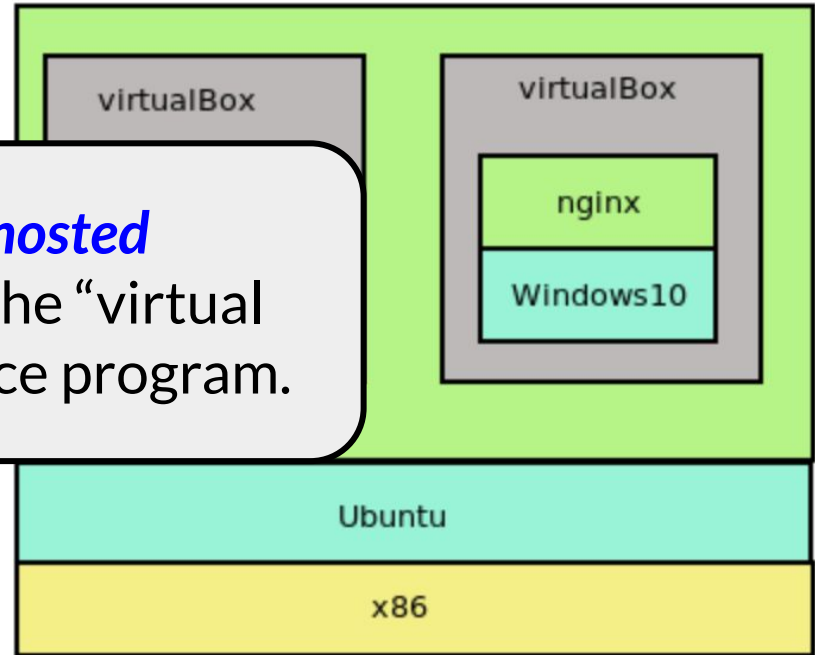 virtualBox
virtualBox
hosted
he “virtual
ce program.
nginx
Windows10
Ubuntu
x86